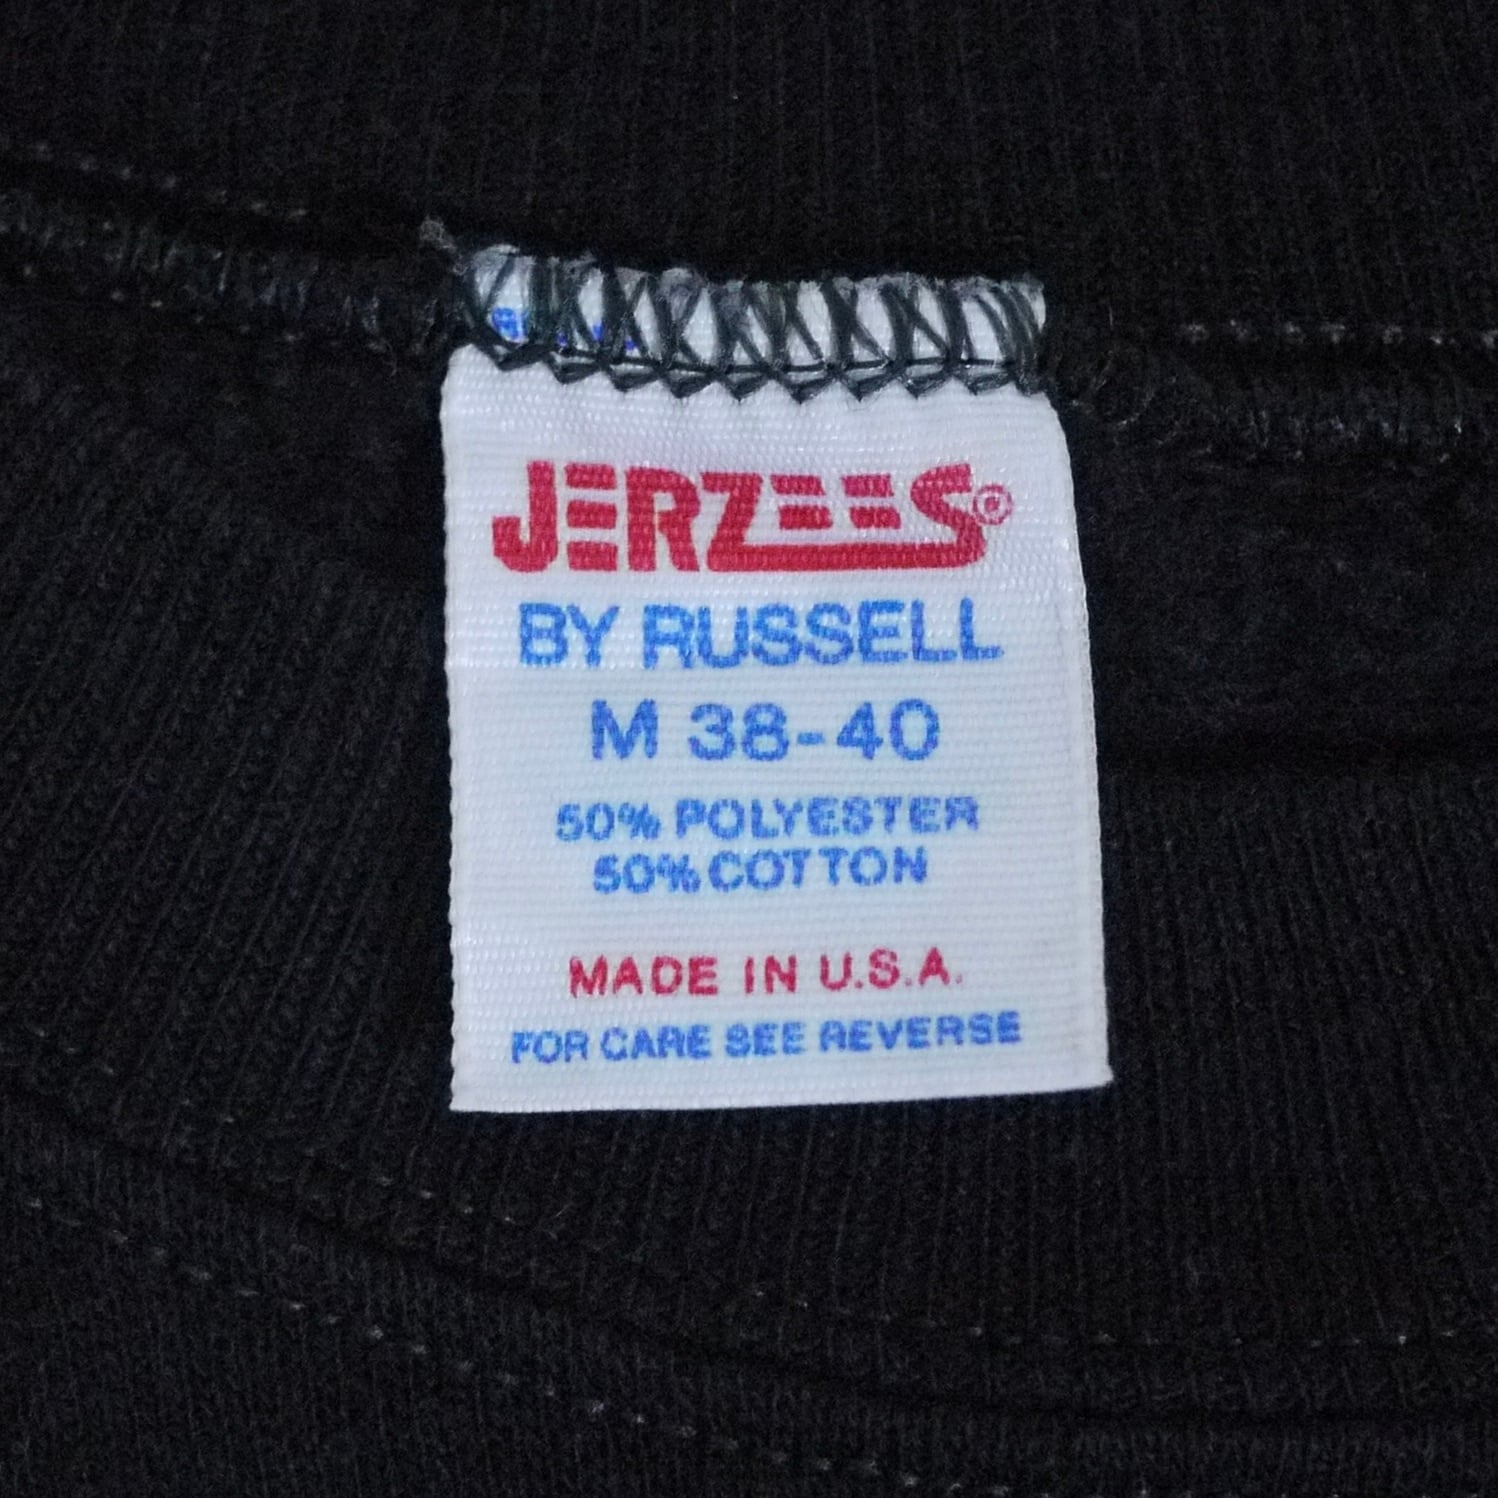 JERZEES®
BY RUSSELL
M 38-40
50% POLYESTER
50% COTTON
MADE IN U.S.A.
FOR CARE SEE REVERSE